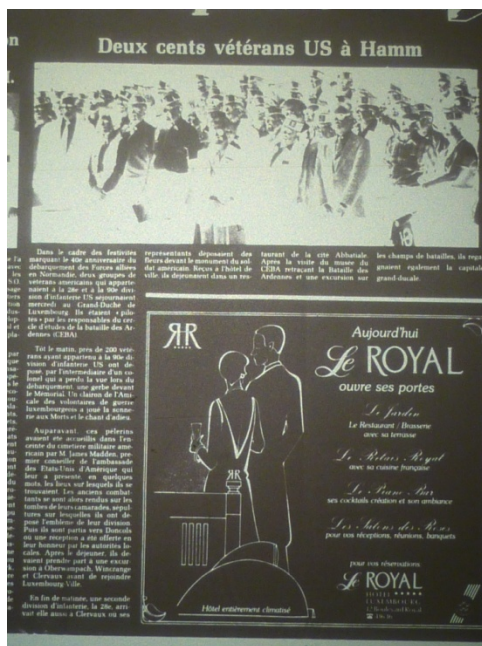 Deux cents vétérans US à Hamm
Dans le cadre des festivités
marquant le 40e anniversaire du
débarquement des Forces alliées
en Normandie, deux groupes de
vétérans américains qui apparte-
naient à la 28e et à la 90e divi-
sion d'infanterie US séjournaient
mercredi au Grand-Duché de
Luxembourg. Ils étaient «pilo-
tés» par les responsables du cer-
cle d'études de la bataille des Ar-
dennes (CEBA).
Tôt le matin, près de 200 vété-
rans ayant appartenu à la 90e di-
vision d'infanterie US ont dé-
posé, par l'intermédiaire d'un co-
lonel qui a perdu la vue lors du
débarquement, une gerbe devant
le Mémorial. Un clairon de l'Ami-
cale des volontaires de guerre
luxembourgeois a joué la sonne-
rie aux Morts et le chant d'adieu.
Auparavant, ces pèlerins
avaient été accueillis dans l'en-
ceinte du cimetière militaire amé-
ricain par M. James Madden, pre-
mier conseiller de l'ambassade
des Etats-Unis d'Amérique qui
leur a présenté, en quelques
mots, les lieux sur lesquels ils se
trouvaient. Les anciens combat-
tants se sont alors rendus sur les
tombes de leurs camarades, sépul-
tures sur lesquelles ils ont dé-
posé l'emblème de leur division.
Puis ils sont partis vers Doncols
où une réception a été offerte en
leur honneur par les autorités lo-
cales. Après le déjeuner, ils de-
vaient prendre part à une excur-
sion à Oberwampach, Wincrange
et Clervaux avant de rejoindre
Luxembourg-Ville.
En fin de matinée, une seconde
division d'infanterie, la 28e, arri-
vait elle aussi à Clervaux où ses
représentants déposaient des
fleurs devant le monument du sol-
dat américain. Reçus à l'hôtel de
ville, ils déjeunaient dans un res-
taurant de la cité Abbatiale.
Après la visite du musée du
CEBA retraçant la Bataille des
Ardennes et une excursion sur
les champs de batailles, ils rega-
gnaient également la capitale
grand-ducale.
RR
RR
Aujourd'hui
Le ROYAL
ouvre ses portes
Le Jardin
Le Restaurant / Brasserie
avec sa terrasse
Le Relais Royal
avec sa cuisine française
Le Piano Bar
ses cocktails création et son ambiance
Les Salons des Roses
pour vos réceptions, réunions, banquets
pour vos réservations:
Le ROYAL
HOTEL
LUXEMBOURG
12 Boulevard Royal
Hôtel entièrement climatisé